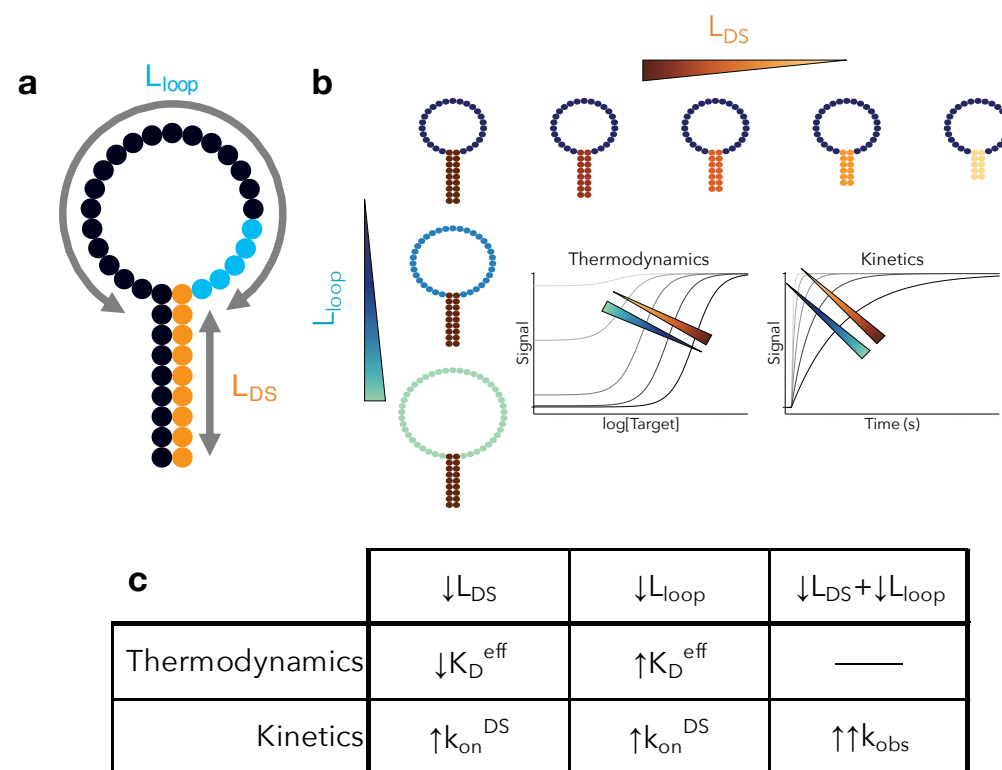 a
L_loop
L_DS
b
L_DS
L_loop
Thermodynamics
Signal
log[Target]
Kinetics
Signal
Time (s)
c
↓L_DS ↓L_loop ↓L_DS+↓L_loop
Thermodynamics ↓K_D^eff ↑K_D^eff —
Kinetics ↑k_on^DS ↑k_on^DS ↑↑k_obs